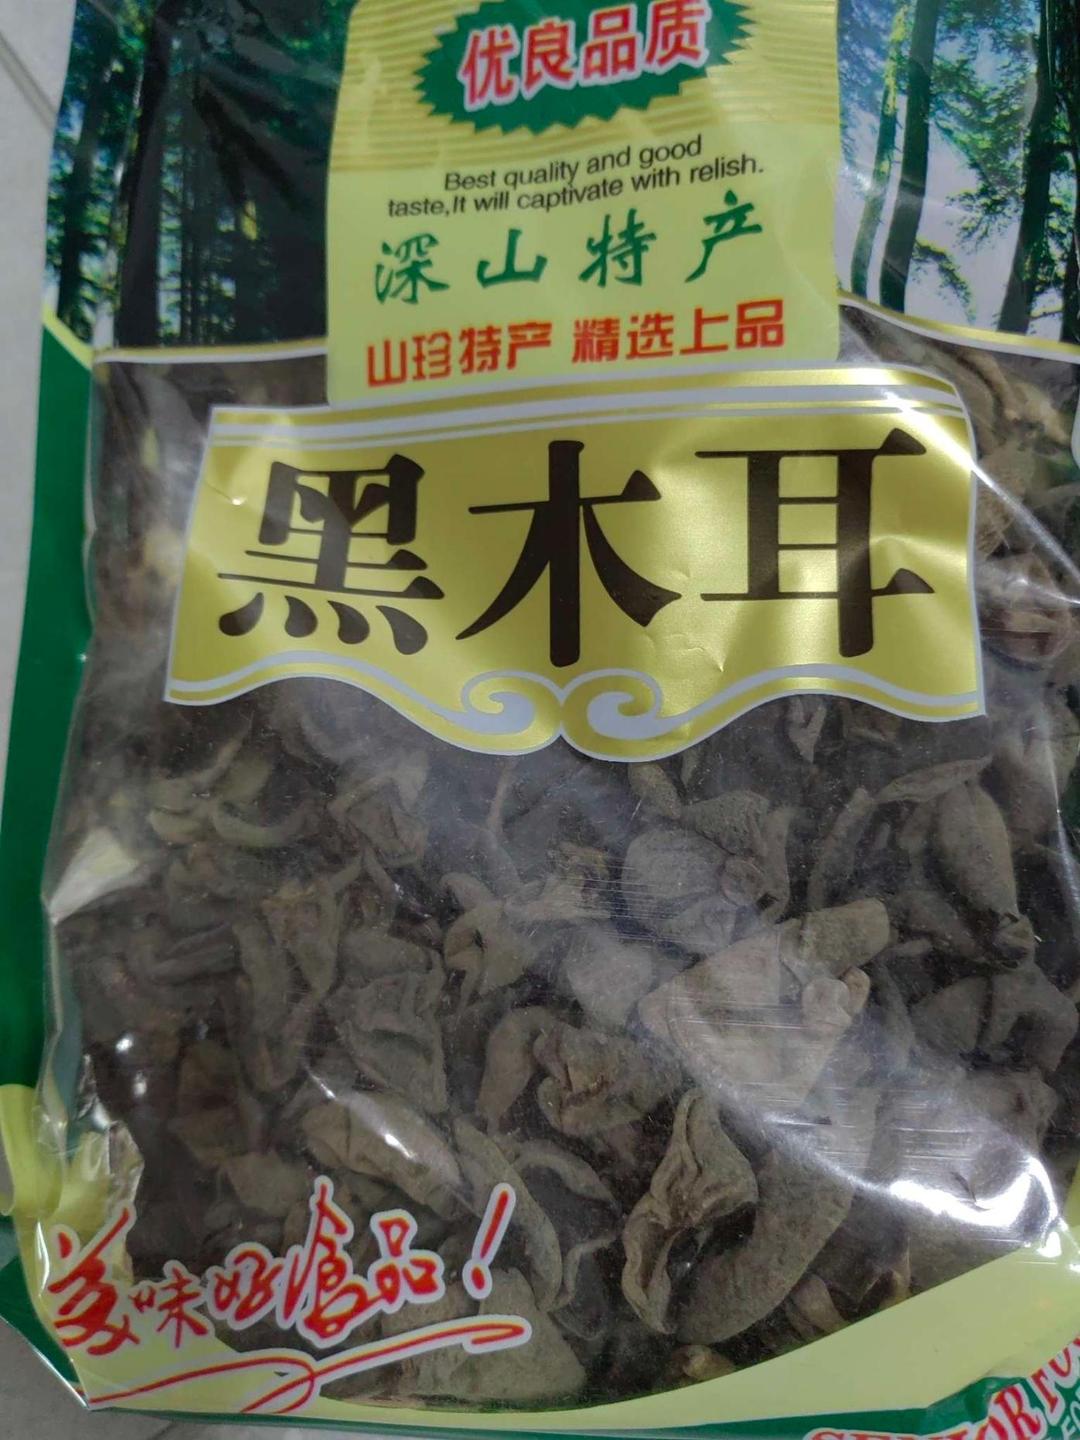 优良品质
Best quality and good
taste,It will captivate with relish.
深山特产
山珍特产 精选上品
黑木耳
美味好食品！